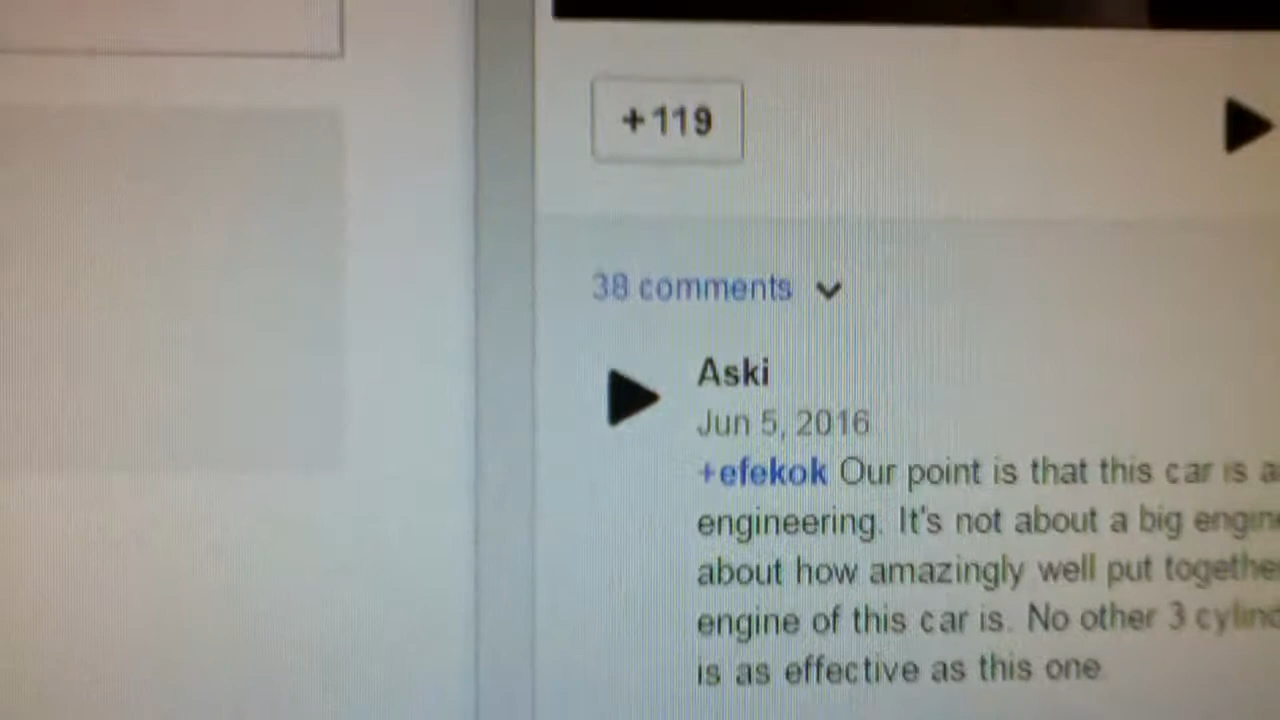 +119
38 comments
Aski
Jun 5, 2016
+efekok Our point is that this car is
engineering. It's not about a big
about how amazingly well put
engine of this car is. No other 3
is as effective as this one